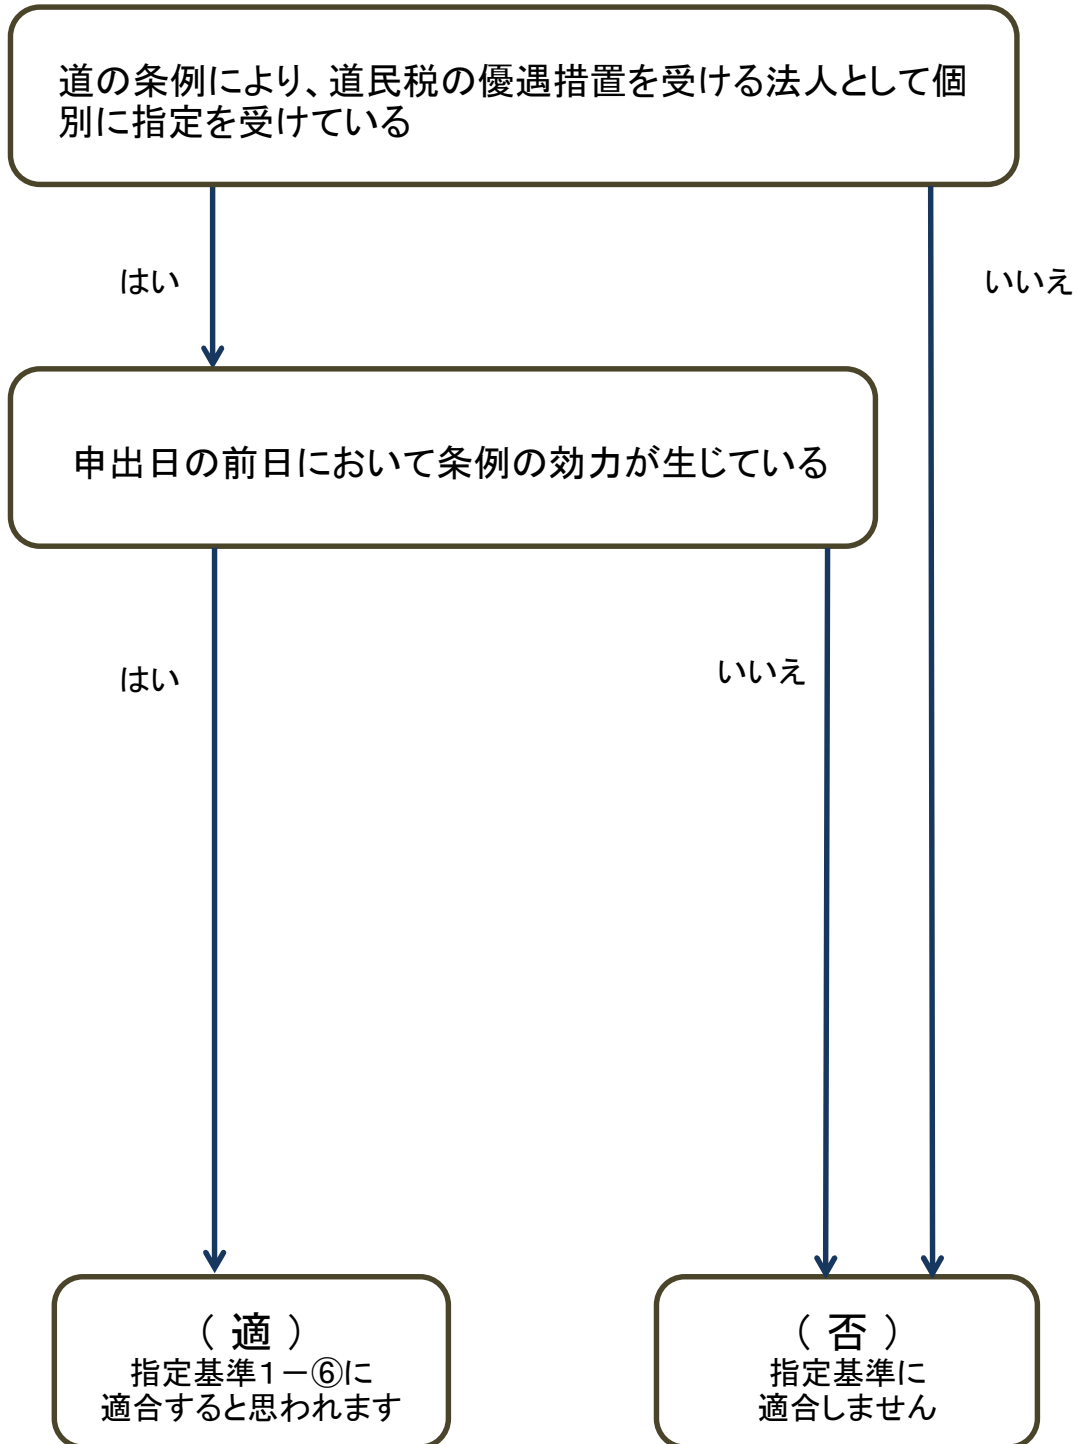 道の条例により、道民税の優遇措置を受ける法人として個
別に指定を受けている
はい
いいえ
申出日の前日において条例の効力が生じている
はい
いいえ
（ 適 ）
指定基準１－⑥に
適合すると思われます
（ 否 ）
指定基準に
適合しません